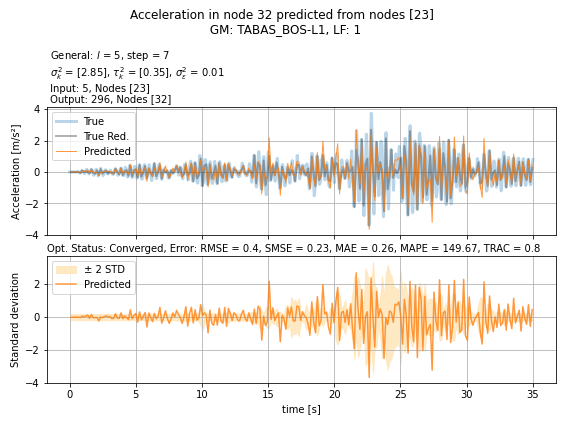 Acceleration in node 32 predicted from nodes [23]
GM: TABAS_BOS-L1, LF: 1
General: l = 5, step = 7
σ²ₖ = [2.85], τ²ₖ = [0.35], σ²ε = 0.01
Input: 5, Nodes [23]
Output: 296, Nodes [32]
Acceleration [m/s²]
4
2
0
−2
−4
True
True Red.
Predicted
Opt. Status: Converged, Error: RMSE = 0.4, SMSE = 0.23, MAE = 0.26, MAPE = 149.67, TRAC = 0.8
Standard deviation
2
0
−2
−4
± 2 STD
Predicted
0 5 10 15 20 25 30 35
time [s]